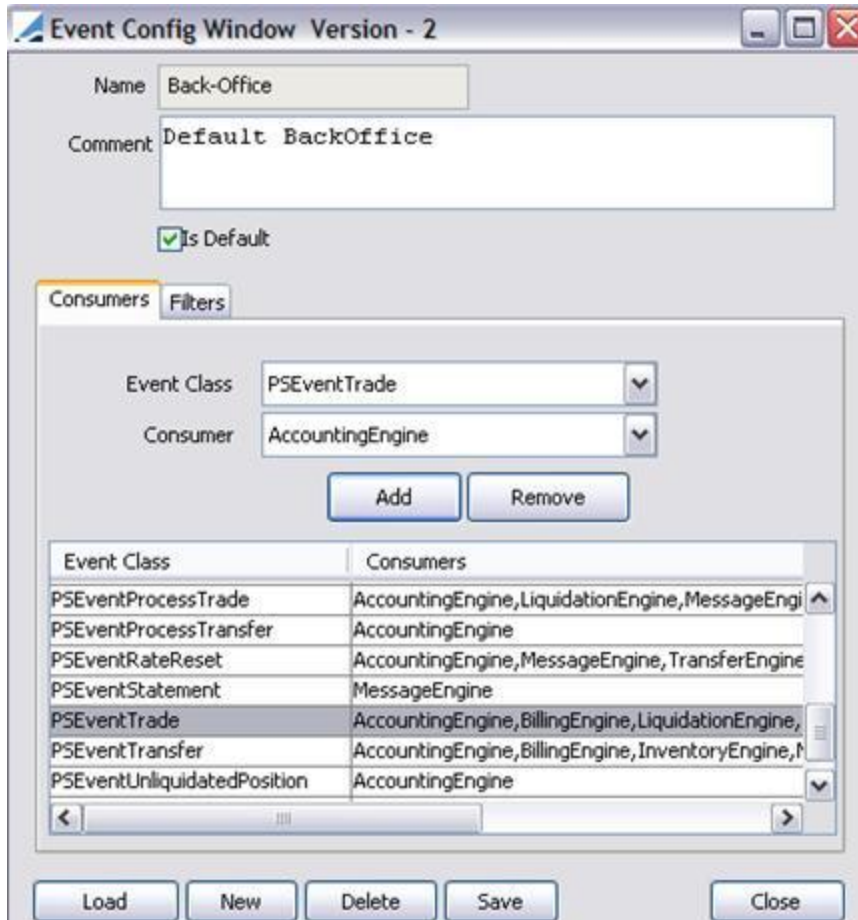 Event Config Window Version - 2
Name Back-Office
Comment Default BackOffice
Is Default
Consumers Filters
Event Class PSEventTrade
Consumer AccountingEngine
Add Remove
Event Class Consumers
PSEventProcessTrade AccountingEngine,LiquidationEngine,MessageEngi
PSEventProcessTransfer AccountingEngine
PSEventRateReset AccountingEngine,MessageEngine,TransferEngine
PSEventStatement MessageEngine
PSEventTrade AccountingEngine,BillingEngine,LiquidationEngine,
PSEventTransfer AccountingEngine,BillingEngine,InventoryEngine,
PSEventUnliquidatedPosition AccountingEngine
Load New Delete Save Close